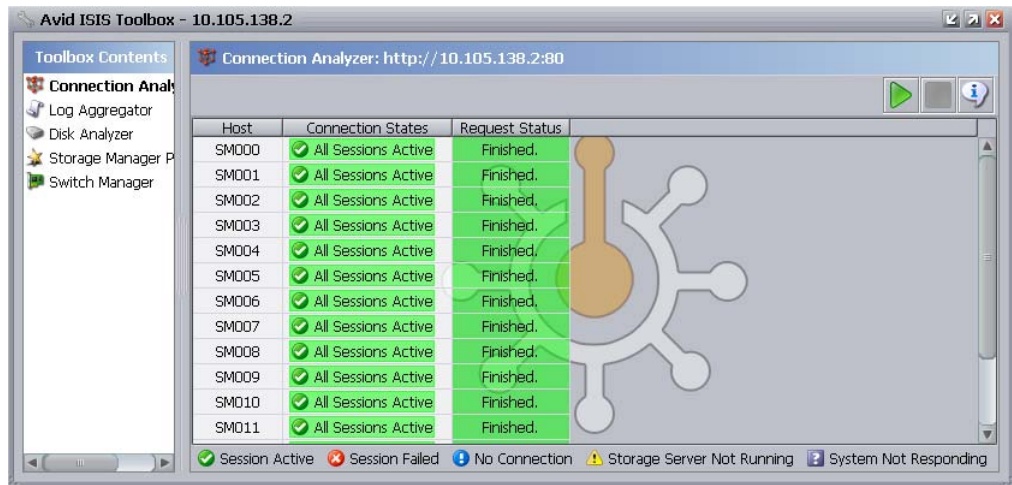 Avid ISIS Toolbox - 10.105.138.2
Toolbox Contents
Connection Analy
Log Aggregator
Disk Analyzer
Storage Manager P
Switch Manager
Connection Analyzer: http://10.105.138.2:80
Host Connection States Request Status
SM000 All Sessions Active Finished.
SM001 All Sessions Active Finished.
SM002 All Sessions Active Finished.
SM003 All Sessions Active Finished.
SM004 All Sessions Active Finished.
SM005 All Sessions Active Finished.
SM006 All Sessions Active Finished.
SM007 All Sessions Active Finished.
SM008 All Sessions Active Finished.
SM009 All Sessions Active Finished.
SM010 All Sessions Active Finished.
SM011 All Sessions Active Finished.
Session Active Session Failed No Connection Storage Server Not Running System Not Responding